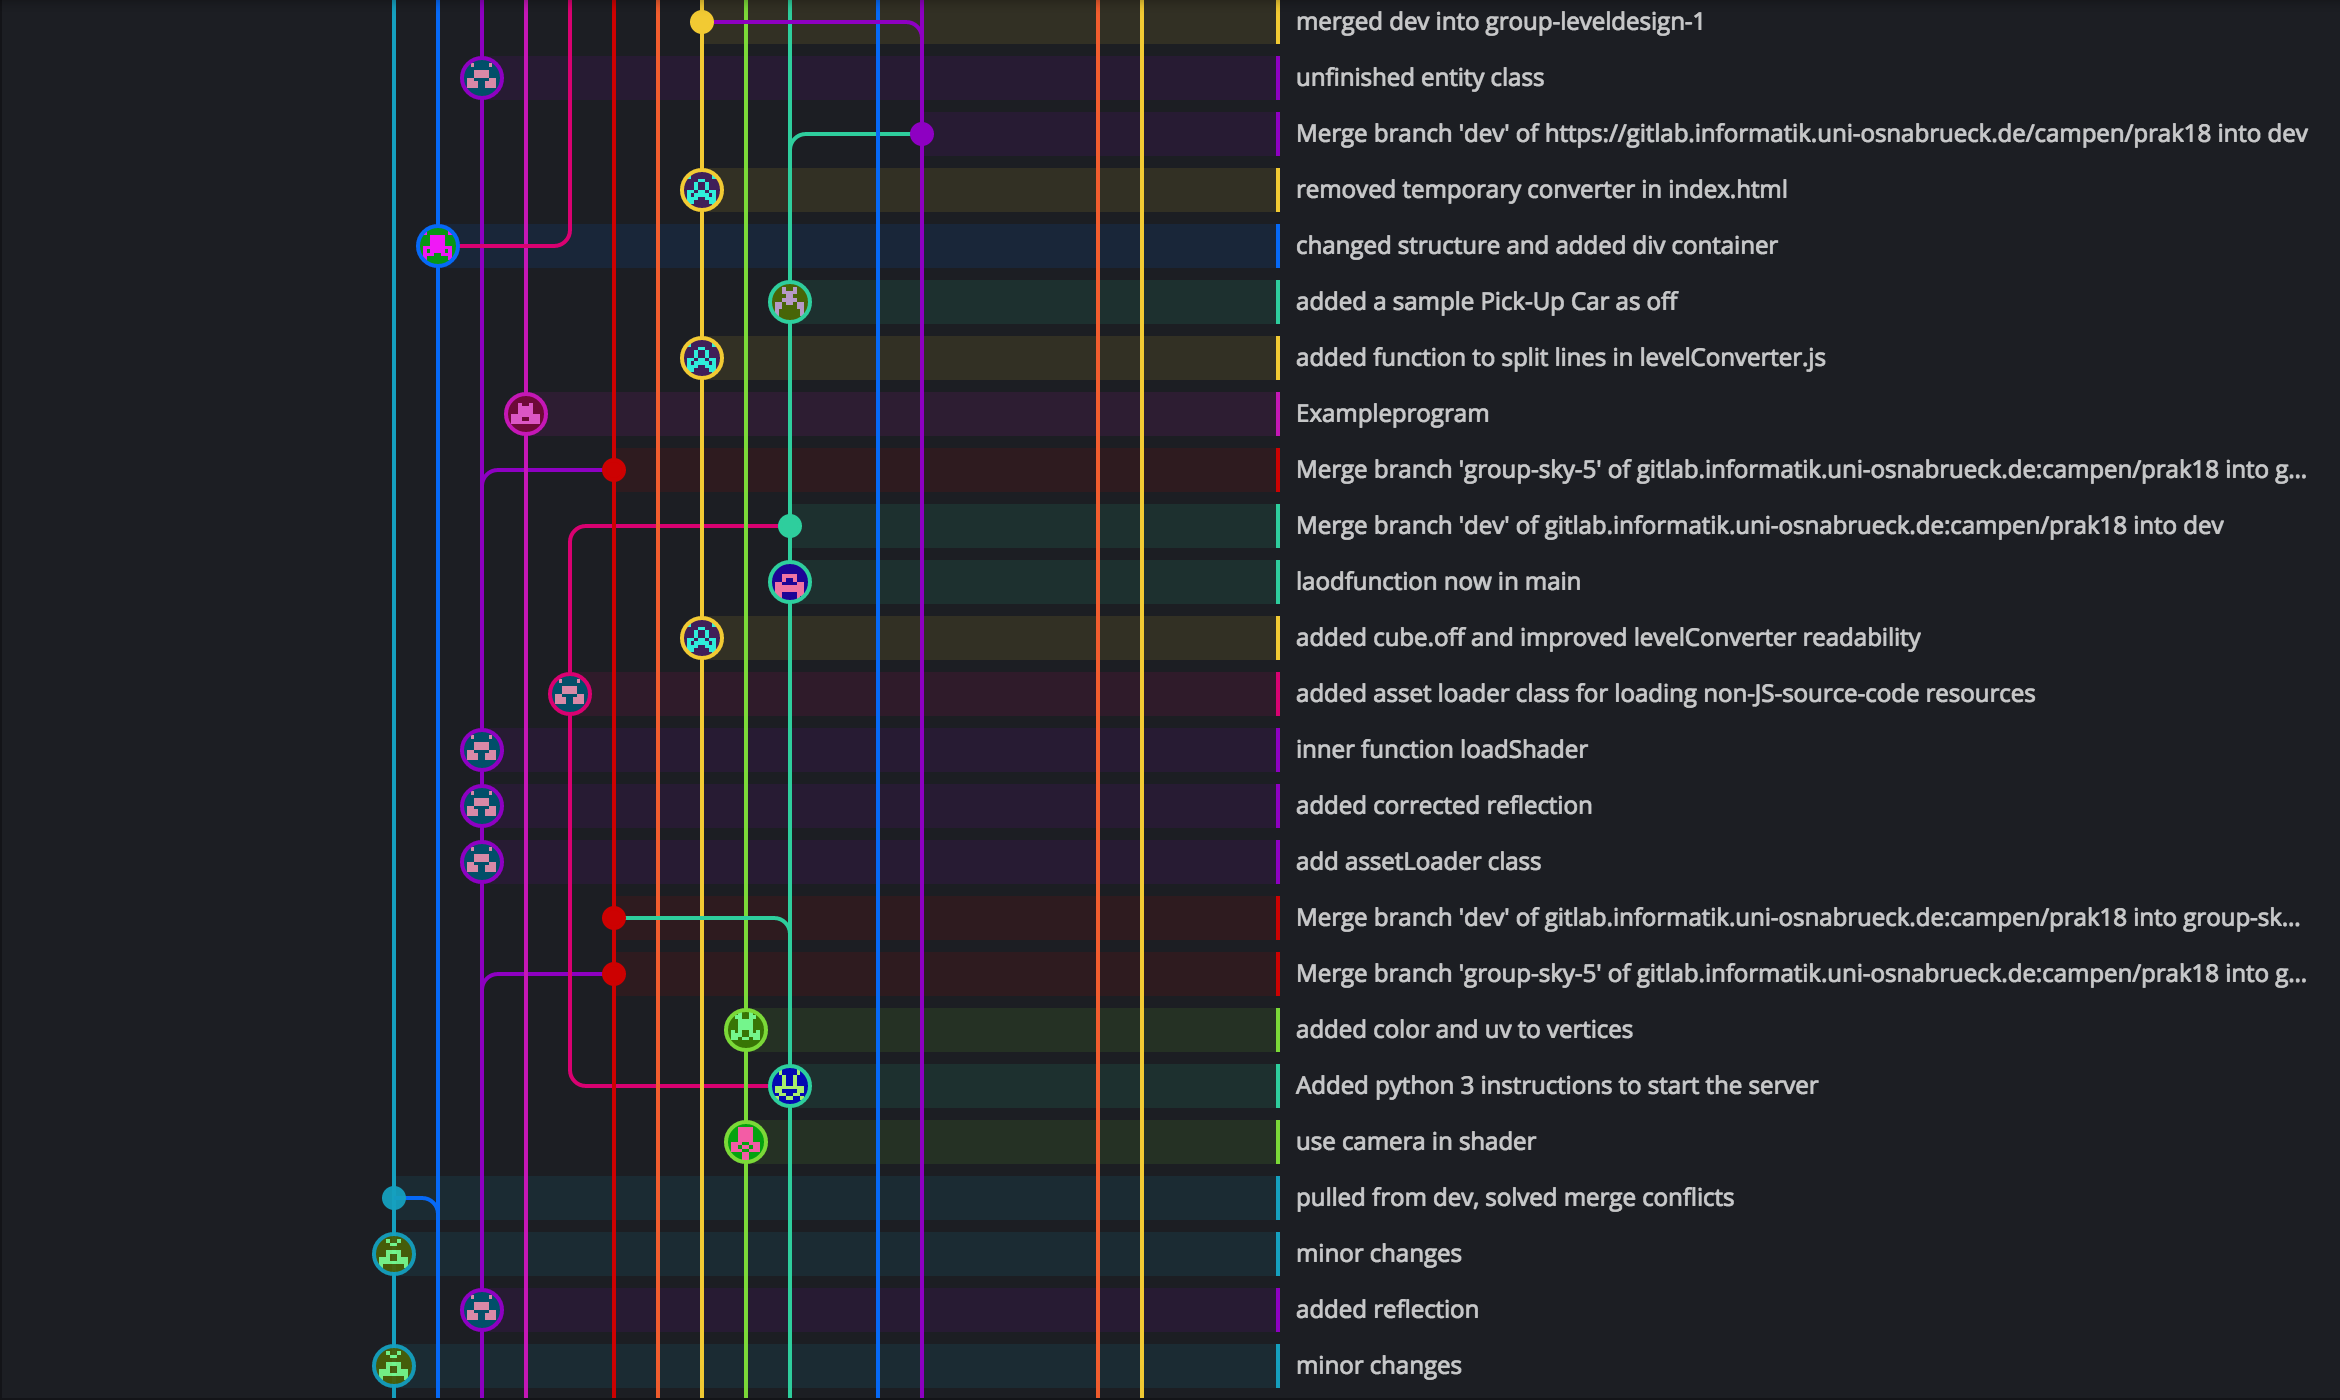 merged dev into group-leveldesign-1
unfinished entity class
Merge branch 'dev' of https://gitlab.informatik.uni-osnabrueck.de/campen/prak18 into dev
removed temporary converter in index.html
changed structure and added div container
added a sample Pick-Up Car as off
added function to split lines in levelConverter.js
Exampleprogram
Merge branch 'group-sky-5' of gitlab.informatik.uni-osnabrueck.de:campen/prak18 into g...
Merge branch 'dev' of gitlab.informatik.uni-osnabrueck.de:campen/prak18 into dev
laodfunction now in main
added cube.off and improved levelConverter readability
added asset loader class for loading non-JS-source-code resources
inner function loadShader
added corrected reflection
add assetLoader class
Merge branch 'dev' of gitlab.informatik.uni-osnabrueck.de:campen/prak18 into group-sk...
Merge branch 'group-sky-5' of gitlab.informatik.uni-osnabrueck.de:campen/prak18 into g...
added color and uv to vertices
Added python 3 instructions to start the server
use camera in shader
pulled from dev, solved merge conflicts
minor changes
added reflection
minor changes